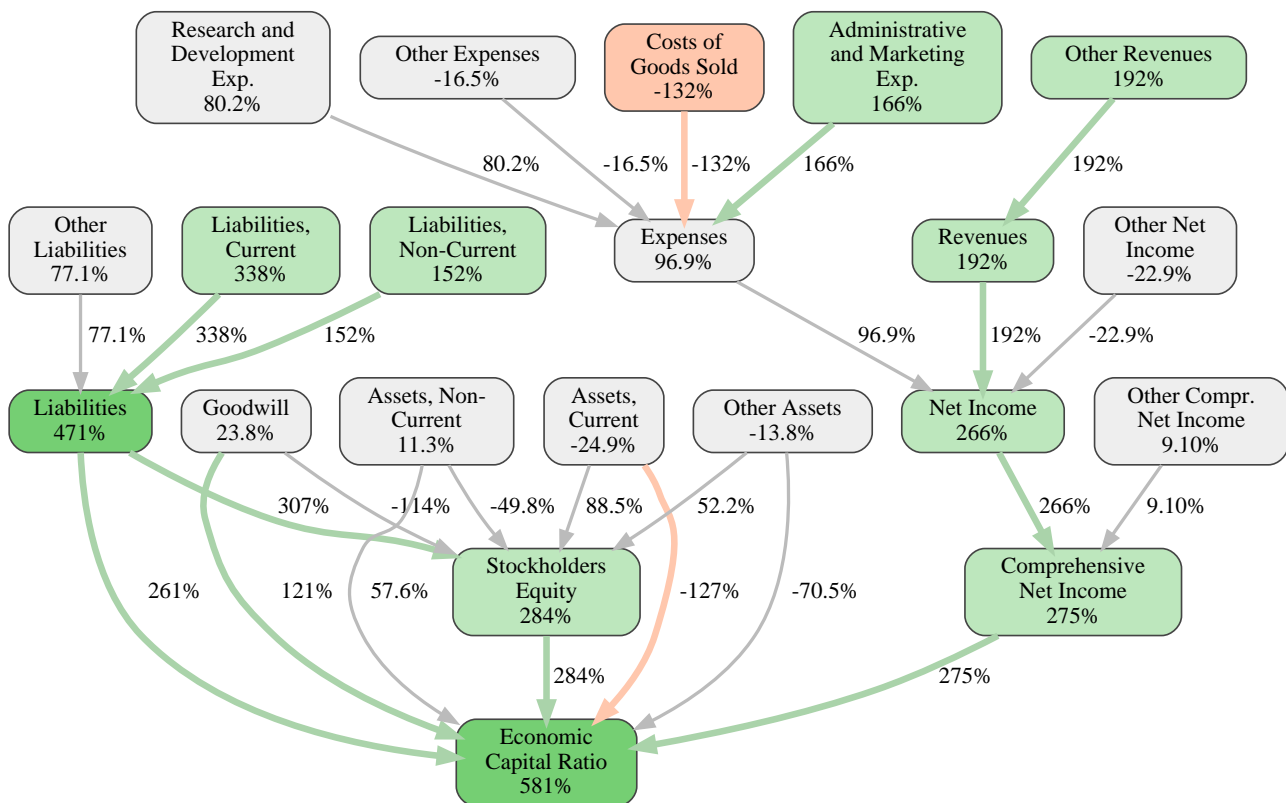 Research and
Development
Exp.
80.2%
Other Expenses
-16.5%
Costs of
Goods Sold
-132%
Administrative
and Marketing
Exp.
166%
Other Revenues
192%
80.2%
-16.5%
-132%
166%
192%
Other
Liabilities
77.1%
Liabilities,
Current
338%
Liabilities,
Non-Current
152%
Expenses
96.9%
Revenues
192%
Other Net
Income
-22.9%
77.1%
338%
152%
96.9%
192%
-22.9%
Liabilities
471%
Goodwill
23.8%
Assets, Non-
Current
11.3%
Assets,
Current
-24.9%
Other Assets
-13.8%
Net Income
266%
Other Compr.
Net Income
9.10%
307%
-114%
-49.8%
88.5%
52.2%
266%
9.10%
Stockholders
Equity
284%
Comprehensive
Net Income
275%
261%
121%
57.6%
-127%
-70.5%
284%
275%
Economic
Capital Ratio
581%